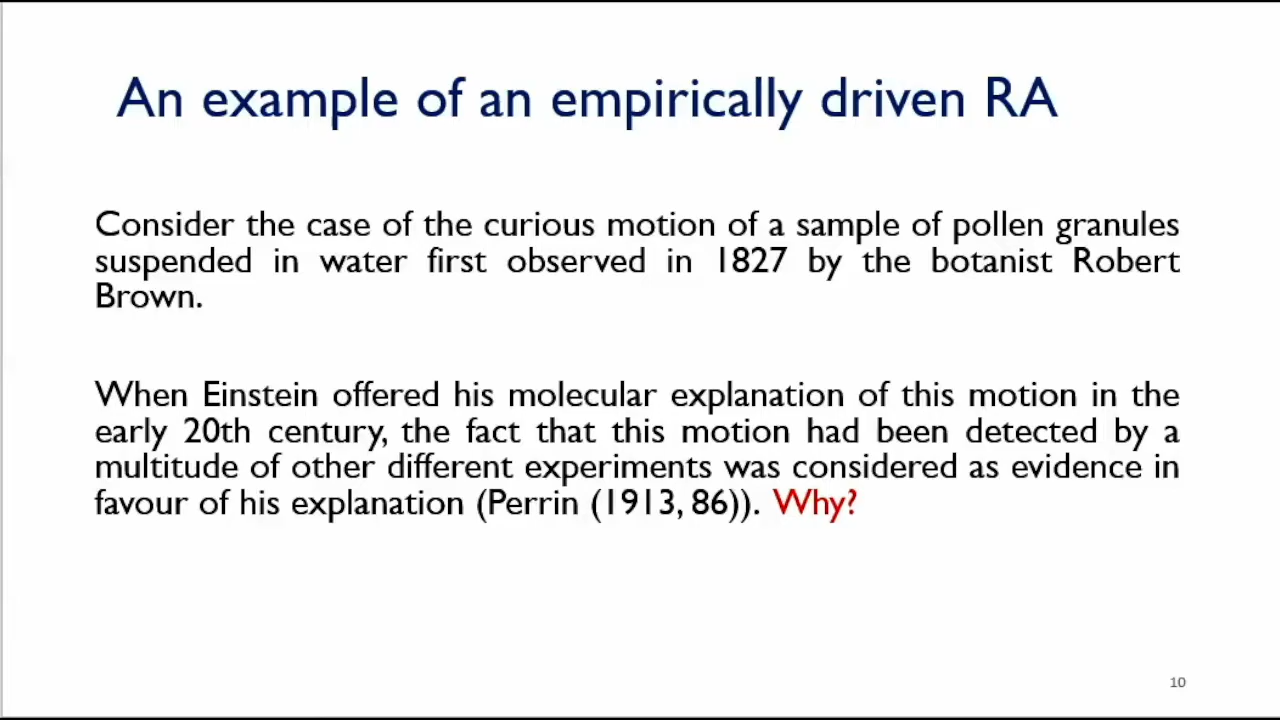 An example of an empirically driven RA
Consider the case of the curious motion of a sample of pollen granules
suspended in water first observed in 1827 by the botanist Robert
Brown.
When Einstein offered his molecular explanation of this motion in the
early 20th century, the fact that this motion had been detected by a
multitude of other different experiments was considered as evidence in
favour of his explanation (Perrin (1913, 86)). Why?
10